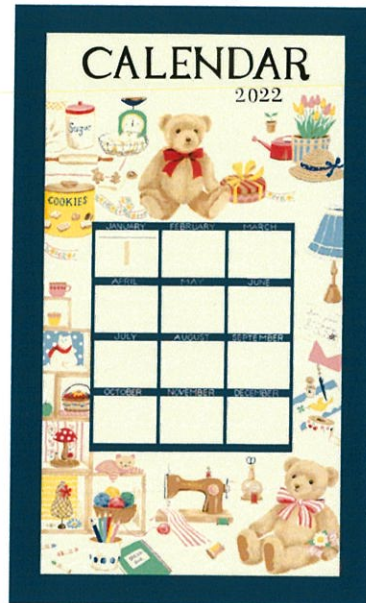 CALENDAR
2022
Sugar
COOKIES
JANUARY FEBRUARY MARCH
APRIL MAY JUNE
JULY AUGUST SEPTEMBER
OCTOBER NOVEMBER DECEMBER